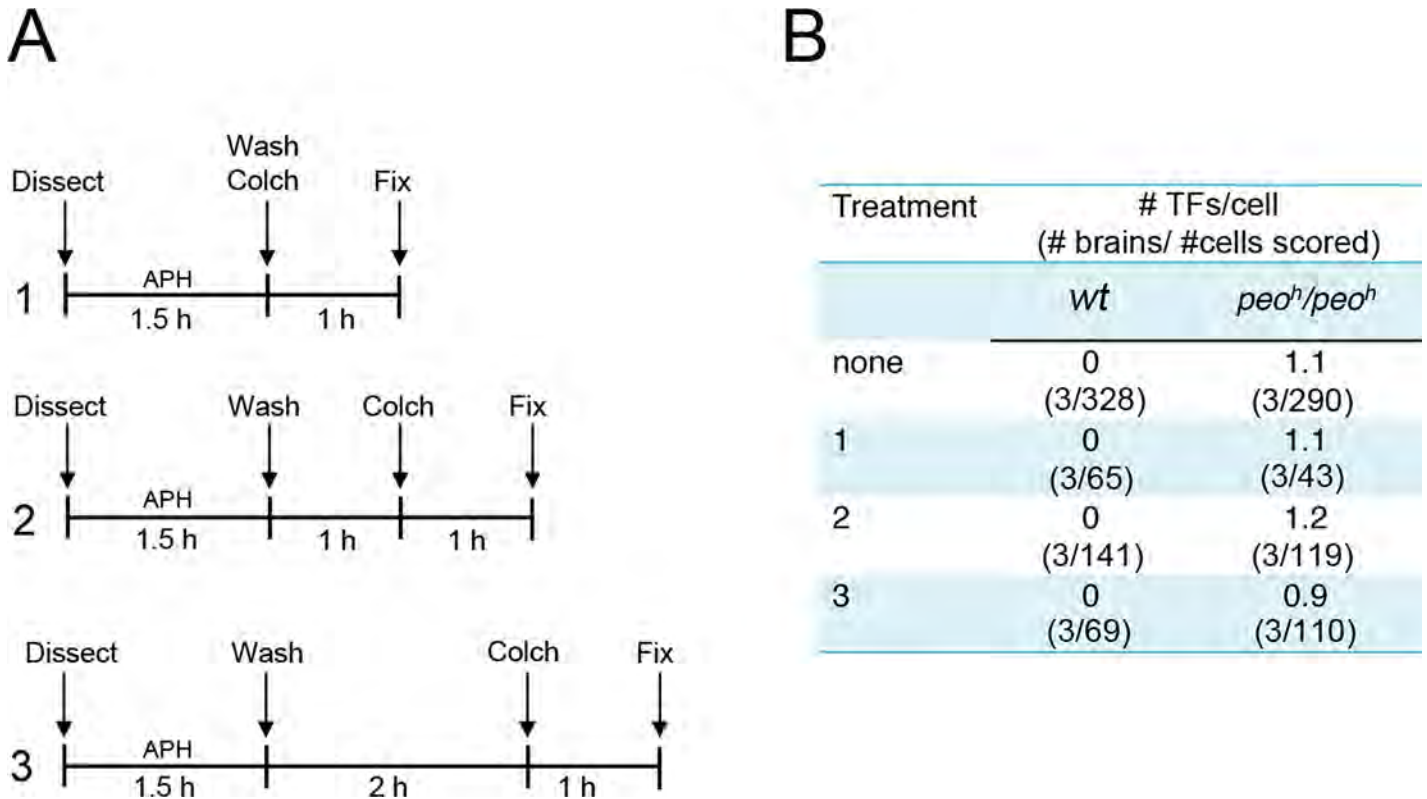 A
Dissect
Wash
Colch
Fix
1
APH
1.5 h
1 h
Dissect
Wash
Colch
Fix
2
APH
1.5 h
1 h
1 h
Dissect
Wash
Colch
Fix
3
APH
1.5 h
2 h
1 h
B
Treatment # TFs/cell
(# brains/ #cells scored)
wt peoʰ/peoʰ
none 0 1.1
(3/328) (3/290)
1 0 1.1
(3/65) (3/43)
2 0 1.2
(3/141) (3/119)
3 0 0.9
(3/69) (3/110)